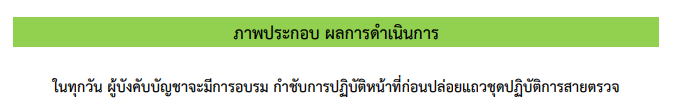 ภาพประกอบ ผลการดำเนินการ
ในทุกวัน ผู้บังคับบัญชาจะมีการอบรม กำชับการปฏิบัติหน้าที่ก่อนปล่อยแถวชุดปฏิบัติการสายตรวจ